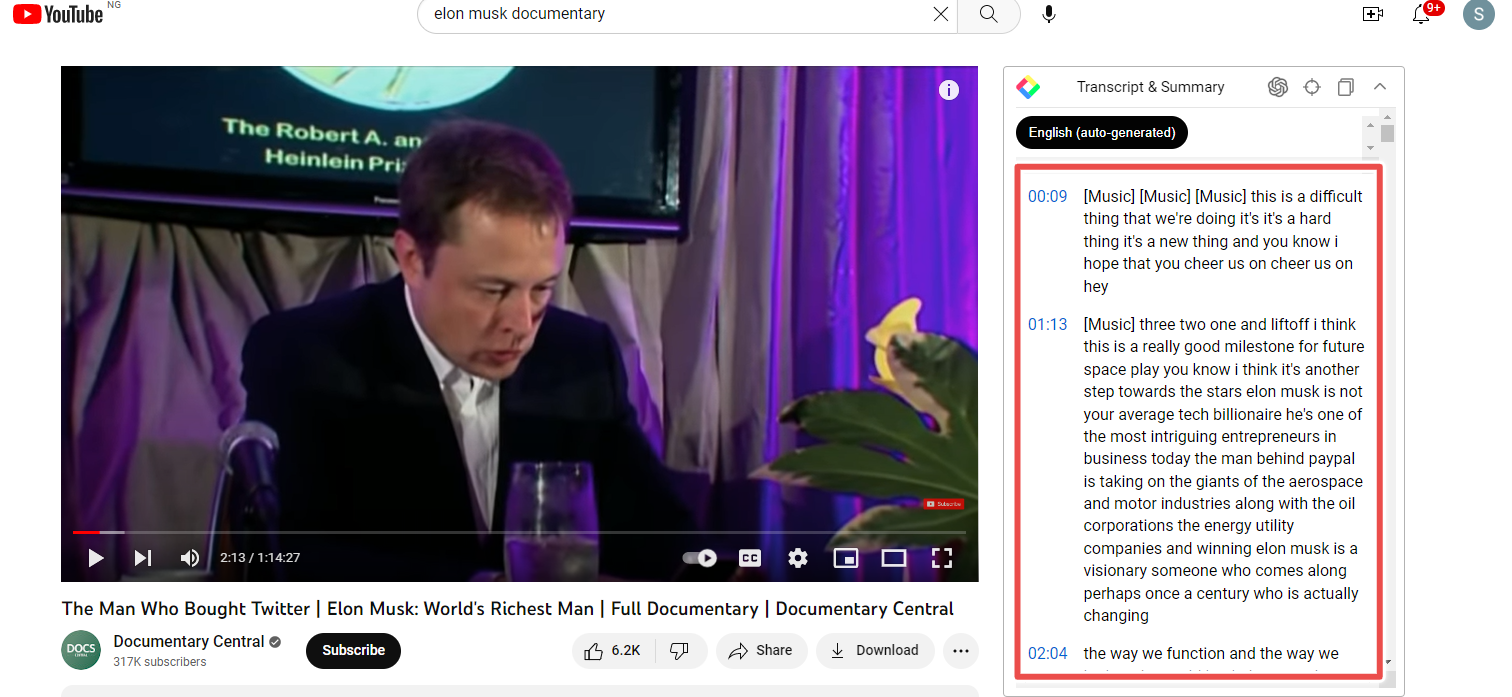 YouTube NG
elon musk documentary
9+
S
The Robert A. an
Heinlein Pri
i
Subscribe
CC
2:13 / 1:14:27
The Man Who Bought Twitter | Elon Musk: World's Richest Man | Full Documentary | Documentary Central
DOCS
CENTRAL
Documentary Central
317K subscribers
Subscribe
6.2K
Share
Download
Transcript & Summary
English (auto-generated)
00:09 [Music] [Music] [Music] this is a difficult
thing that we're doing it's it's a hard
thing it's a new thing and you know i
hope that you cheer us on cheer us on
hey
01:13 [Music] three two one and liftoff i think
this is a really good milestone for future
space play you know i think it's another
step towards the stars elon musk is not
your average tech billionaire he's one of
the most intriguing entrepreneurs in
business today the man behind paypal
is taking on the giants of the aerospace
and motor industries along with the oil
corporations the energy utility
companies and winning elon musk is a
visionary someone who comes along
perhaps once a century who is actually
changing
02:04 the way we function and the way we